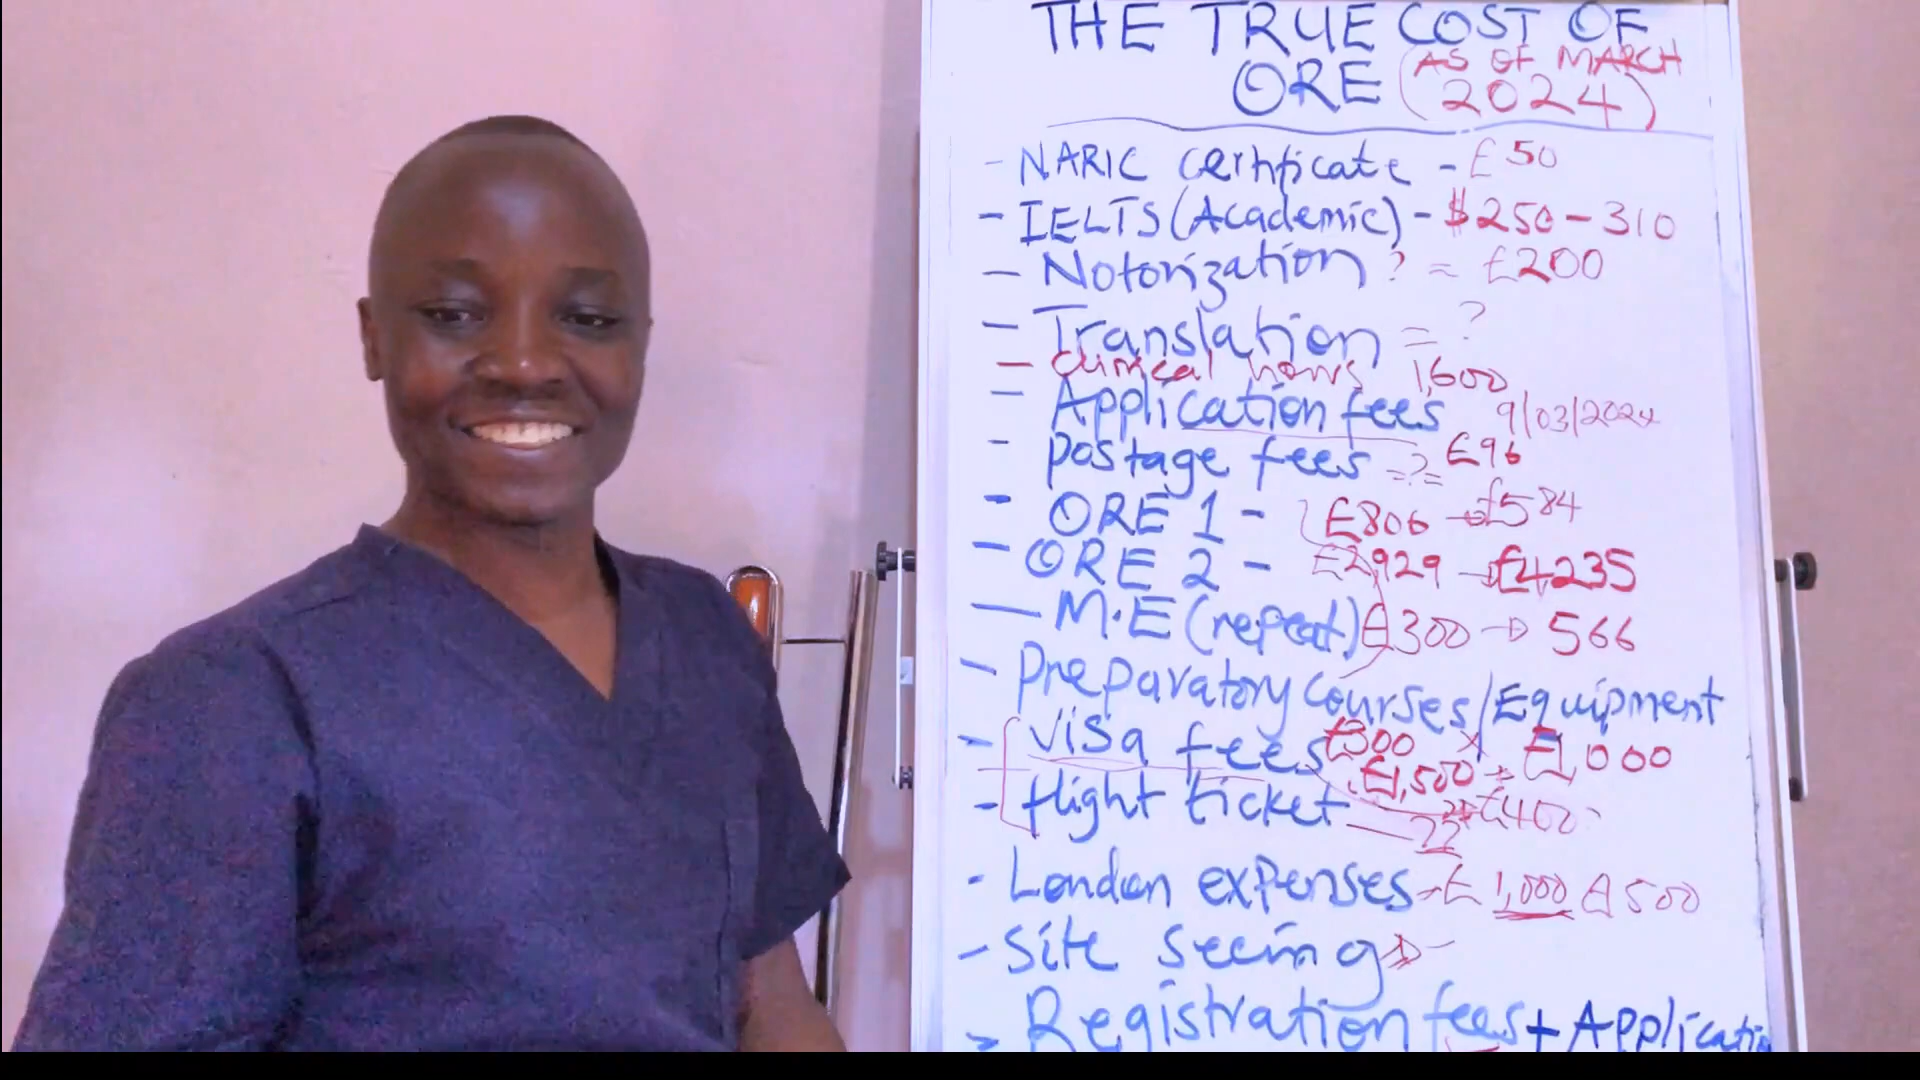 THE TRUE COST OF
ORE (AS OF MARCH
2024)
- NARIC certificate - £50
- IELTS (Academic) - $250 - 310
- Notorization ? = £200
- Translation = ?
- clinical hours 1,600
- Application fees 9/03/2024
- postage fees =?= £96
- ORE 1 - £806 → £584
- ORE 2 - £2929 → £4,235
- M.E (repeat) £300 → 566
- Preparatory courses/Equipment
- Visa fees £300 £1,000
£1,500
- flight ticket
- London expenses - £1,000 500
- Site seeing
- Registration fees + Applicatio